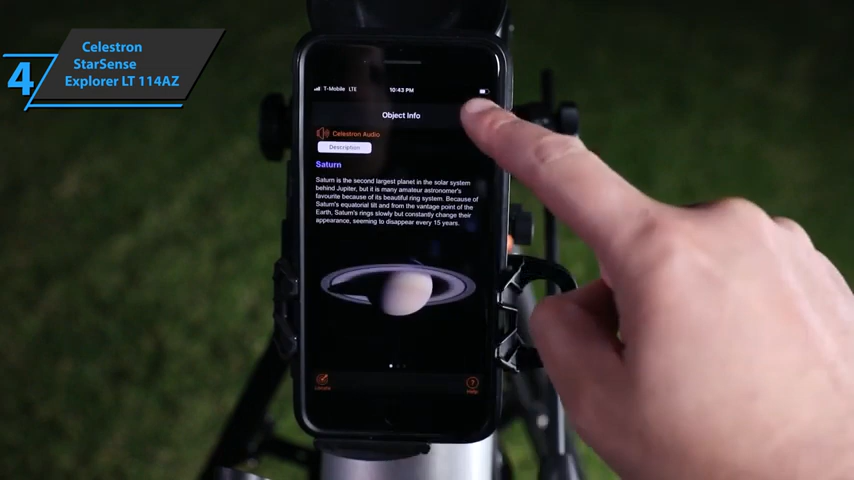 4
Celestron
StarSense
Explorer LT 114AZ
T-Mobile LTE
10:43 PM
Object Info
Celestron Audio
Description
Saturn
Saturn is the second largest planet in the solar system
behind Jupiter, but it is many amateur astronomer's
favourite because of its beautiful ring system. Because of
Saturn's equatorial tilt and from the vantage point of the
Earth, Saturn's rings slowly but constantly change their
appearance, seeming to disappear every 15 years.
Locate
Help